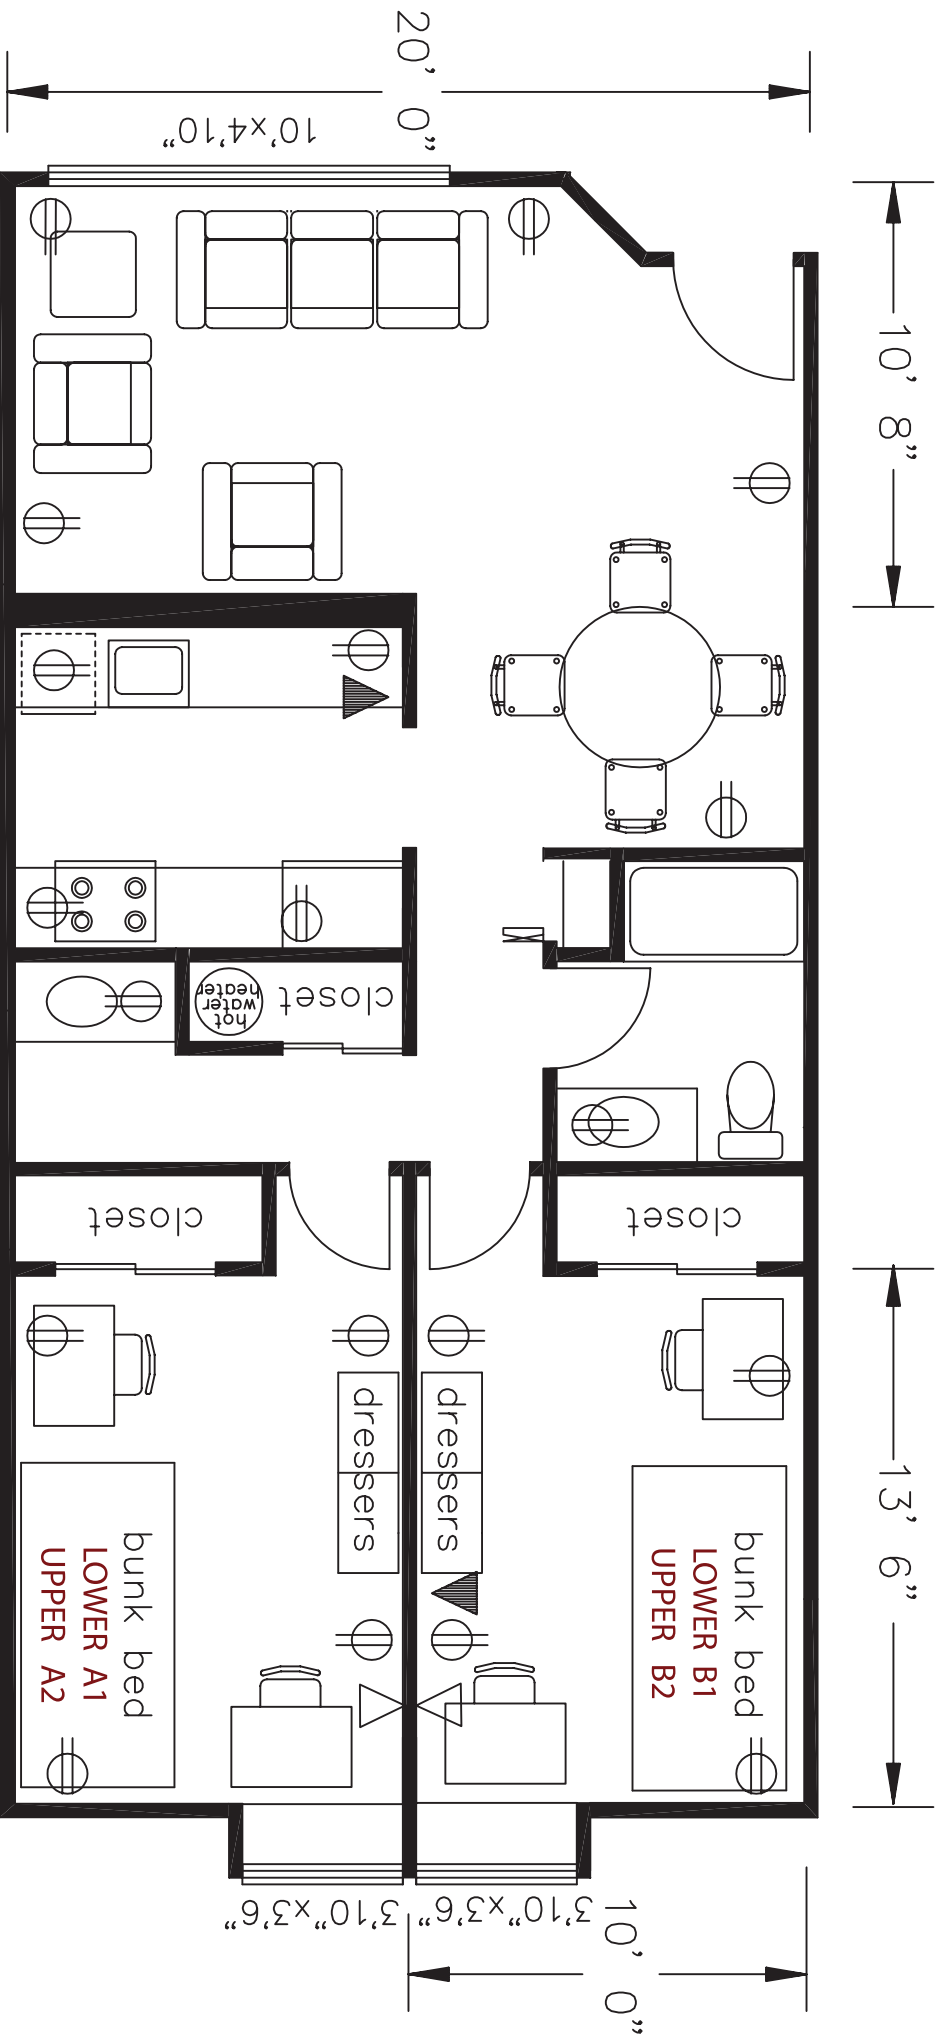 20' 0"
10'x4'10"
10' 8"
closet
hot
water
heater
closet
closet
dressers
dressers
bunk bed
LOWER A1
UPPER A2
bunk bed
LOWER B1
UPPER B2
13' 6"
3'10"x3'6"
3'10"x3'6"
10' 0"